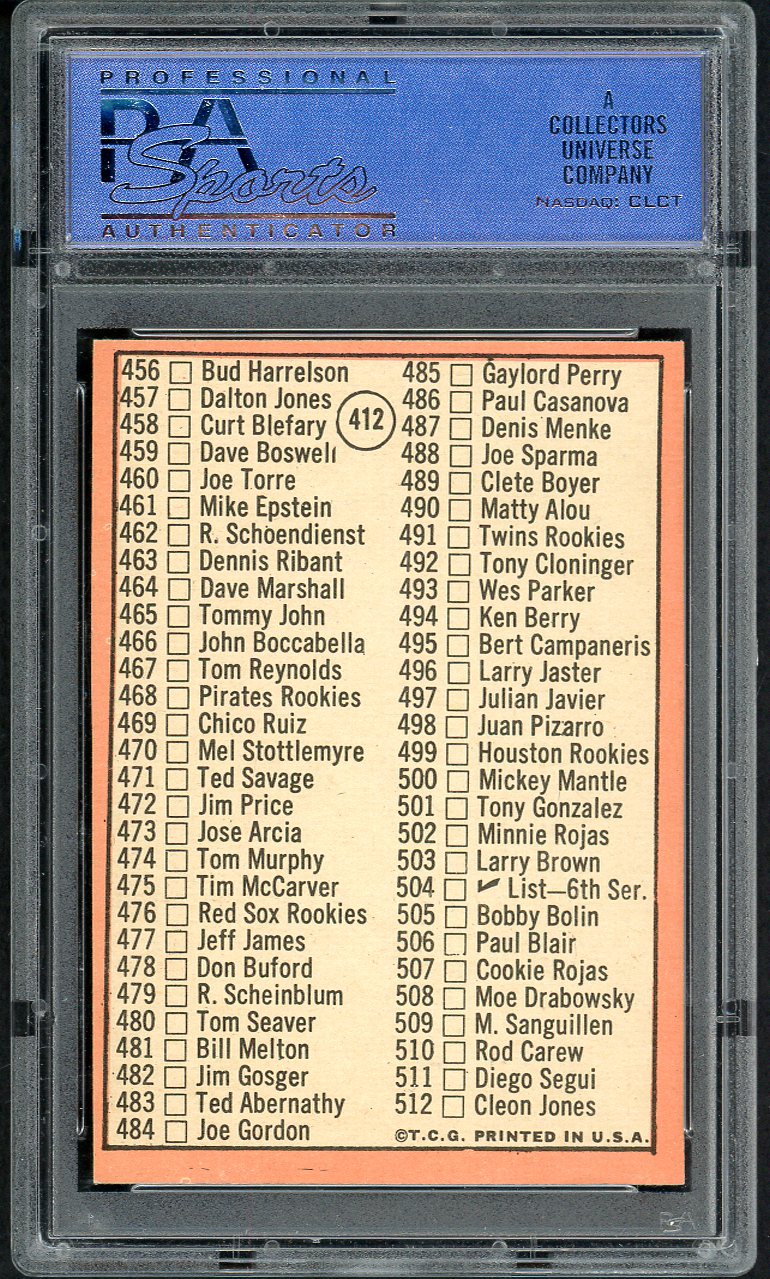 PROFESSIONAL
PSA
Sports
AUTHENTICATOR
A
COLLECTORS
UNIVERSE
COMPANY
NASDAQ: CLCT
412
456 Bud Harrelson
457 Dalton Jones
458 Curt Blefary
459 Dave Boswell
460 Joe Torre
461 Mike Epstein
462 R. Schoendienst
463 Dennis Ribant
464 Dave Marshall
465 Tommy John
466 John Boccabella
467 Tom Reynolds
468 Pirates Rookies
469 Chico Ruiz
470 Mel Stottlemyre
471 Ted Savage
472 Jim Price
473 Jose Arcia
474 Tom Murphy
475 Tim McCarver
476 Red Sox Rookies
477 Jeff James
478 Don Buford
479 R. Scheinblum
480 Tom Seaver
481 Bill Melton
482 Jim Gosger
483 Ted Abernathy
484 Joe Gordon
485 Gaylord Perry
486 Paul Casanova
487 Denis Menke
488 Joe Sparma
489 Clete Boyer
490 Matty Alou
491 Twins Rookies
492 Tony Cloninger
493 Wes Parker
494 Ken Berry
495 Bert Campaneris
496 Larry Jaster
497 Julian Javier
498 Juan Pizarro
499 Houston Rookies
500 Mickey Mantle
501 Tony Gonzalez
502 Minnie Rojas
503 Larry Brown
504 ✓ List—6th Ser.
505 Bobby Bolin
506 Paul Blair
507 Cookie Rojas
508 Moe Drabowsky
509 M. Sanguillen
510 Rod Carew
511 Diego Segui
512 Cleon Jones
©T.C.G. PRINTED IN U.S.A.
PSA